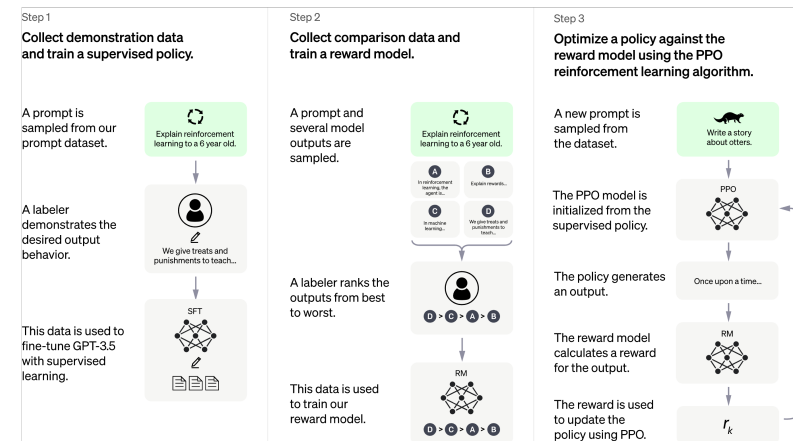 Step 1
Collect demonstration data
and train a supervised policy.
A prompt is
sampled from our
prompt dataset.
Explain reinforcement
learning to a 6 year old.
A labeler
demonstrates the
desired output
behavior.
We give treats and
punishments to teach...
SFT
This data is used to
fine-tune GPT-3.5
with supervised
learning.
Step 2
Collect comparison data and
train a reward model.
A prompt and
several model
outputs are
sampled.
Explain reinforcement
learning to a 6 year old.
A
In reinforcement
learning, the
agent is...
B
Explain rewards...
C
In machine
learning...
D
We give treats and
punishments to
teach...
A labeler ranks the
outputs from best
to worst.
D > C > A > B
RM
This data is used
to train our
reward model.
D > C > A > B
Step 3
Optimize a policy against the
reward model using the PPO
reinforcement learning algorithm.
A new prompt is
sampled from
the dataset.
Write a story
about otters.
PPO
The PPO model is
initialized from the
supervised policy.
The policy generates
an output.
Once upon a time...
RM
The reward model
calculates a reward
for the output.
The reward is used
to update the
policy using PPO.
rk